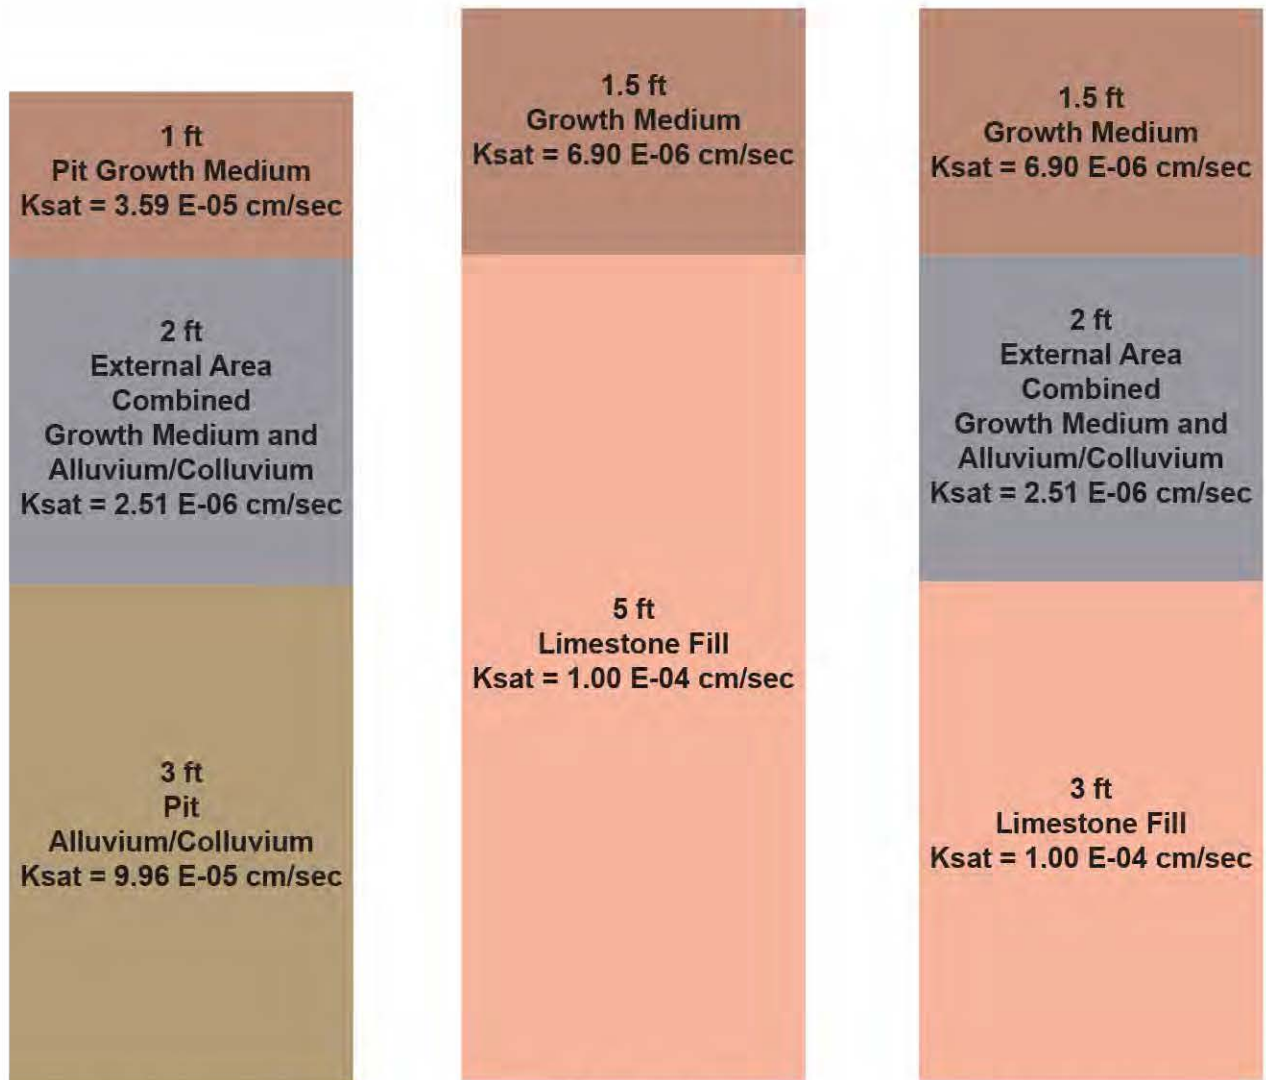 1 ft
Pit Growth Medium
Ksat = 3.59 E-05 cm/sec
2 ft
External Area
Combined
Growth Medium and
Alluvium/Colluvium
Ksat = 2.51 E-06 cm/sec
3 ft
Pit
Alluvium/Colluvium
Ksat = 9.96 E-05 cm/sec
1.5 ft
Growth Medium
Ksat = 6.90 E-06 cm/sec
5 ft
Limestone Fill
Ksat = 1.00 E-04 cm/sec
1.5 ft
Growth Medium
Ksat = 6.90 E-06 cm/sec
2 ft
External Area
Combined
Growth Medium and
Alluvium/Colluvium
Ksat = 2.51 E-06 cm/sec
3 ft
Limestone Fill
Ksat = 1.00 E-04 cm/sec